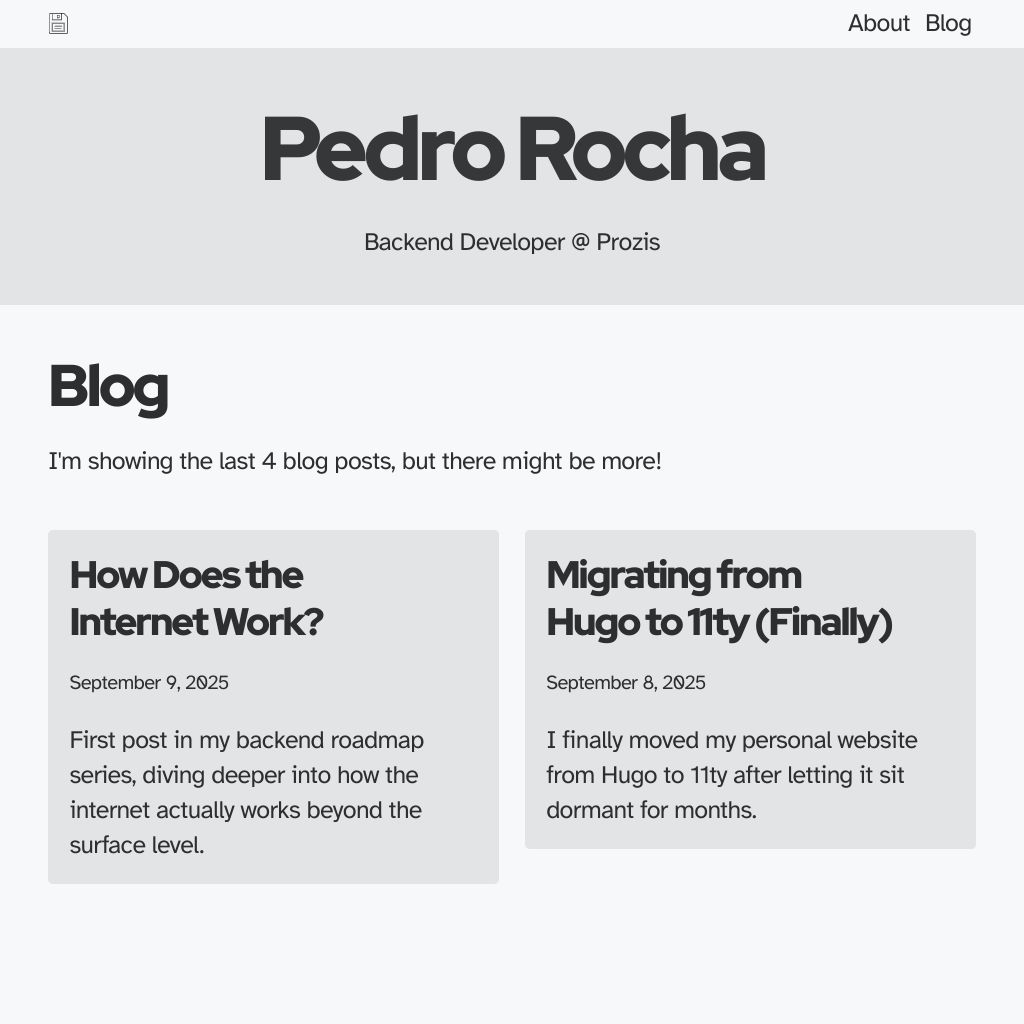 About Blog
Pedro Rocha
Backend Developer @ Prozis
Blog
I'm showing the last 4 blog posts, but there might be more!
How Does the
Internet Work?
September 9, 2025
First post in my backend roadmap
series, diving deeper into how the
internet actually works beyond the
surface level.
Migrating from
Hugo to 11ty (Finally)
September 8, 2025
I finally moved my personal website
from Hugo to 11ty after letting it sit
dormant for months.